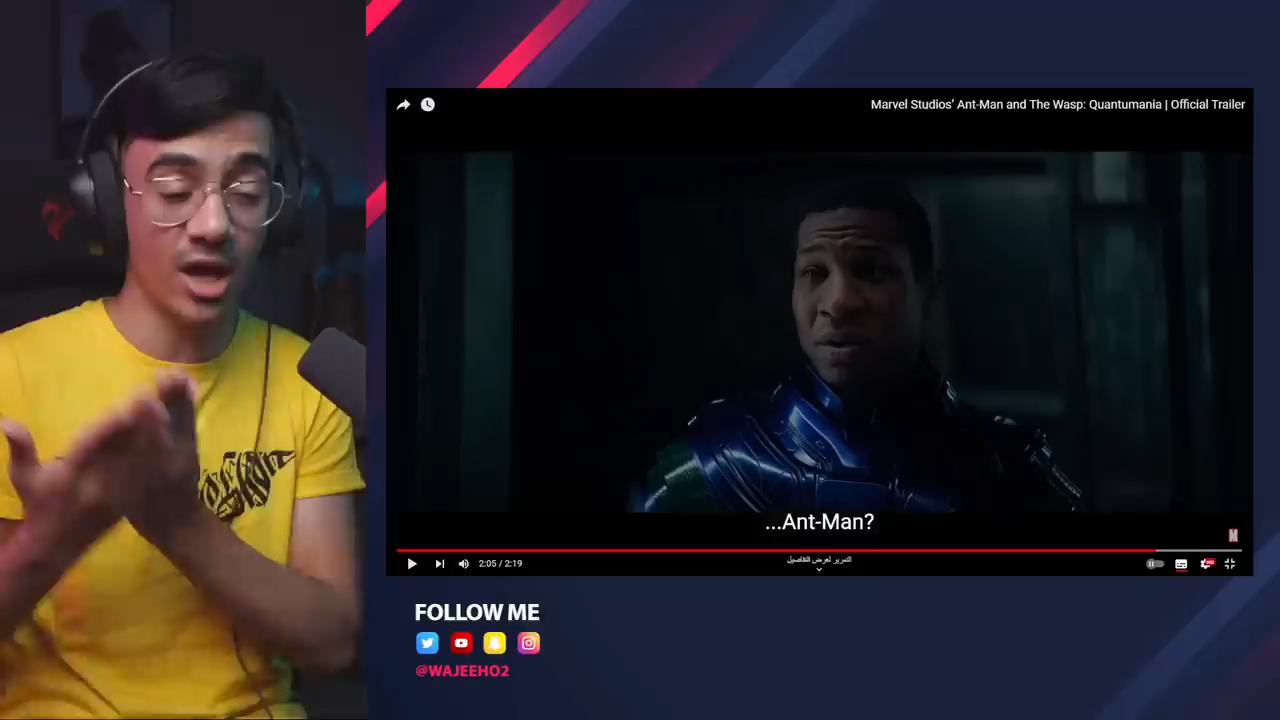 Marvel Studios’ Ant-Man and The Wasp: Quantumania | Official Trailer
...Ant-Man?
2:05 / 2:19
التمرير لعرض التفاصيل
HD
M
FOLLOW ME
@WAJEEHO2